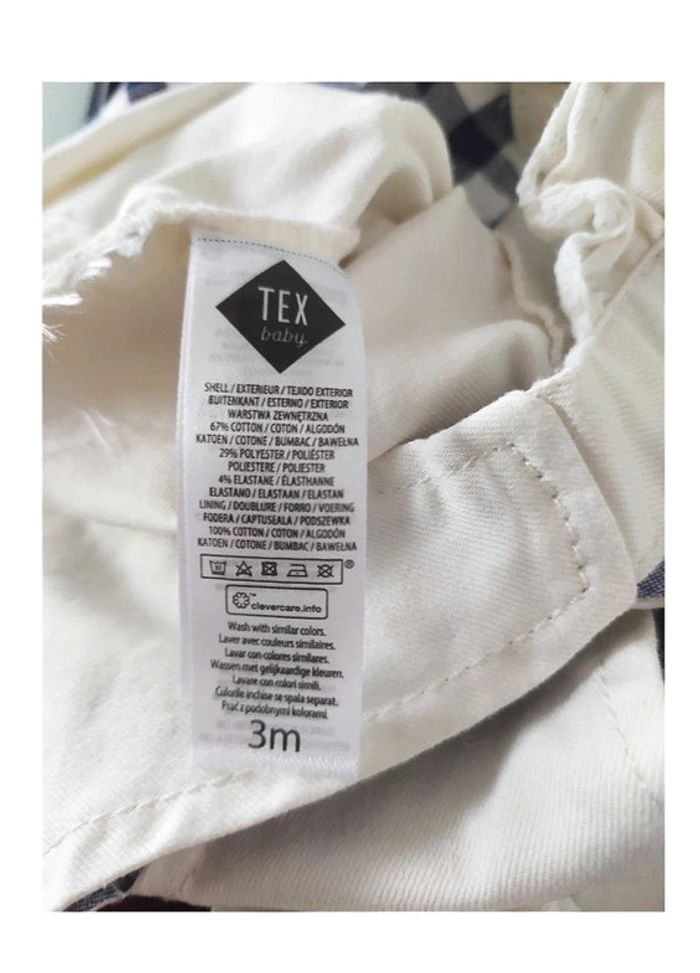 TEX
baby
SHELL / EXTERIEUR / TEJIDO EXTERIOR
BUITENKANT / ESTERNO / EXTERIOR
WARSTWA ZEWNĘTRZNA
67% COTTON / COTON / ALGODÓN
KATOEN / COTONE / BUMBAC / BAWEŁNA
29% POLYESTER / POLIÉSTER
POLIESTERE / POLIESTER
4% ELASTANE / ÉLASTHANNE
ELASTANO / ELASTAAN / ELASTAN
LINING / DOUBLURE / FORRO / VOERING
FODERA / CAPTUSEALA / PODSZEWKA
100% COTTON / COTON / ALGODÓN
KATOEN / COTONE / BUMBAC / BAWEŁNA
®
clevercare.info™
Wash with similar colors.
Laver avec couleurs similaires.
Lavar con colores similares.
Wassen met gelijkaardige kleuren.
Lavare con colori simili.
Culorile inchise se spala separat.
Prać z podobnymi kolorami.
3m